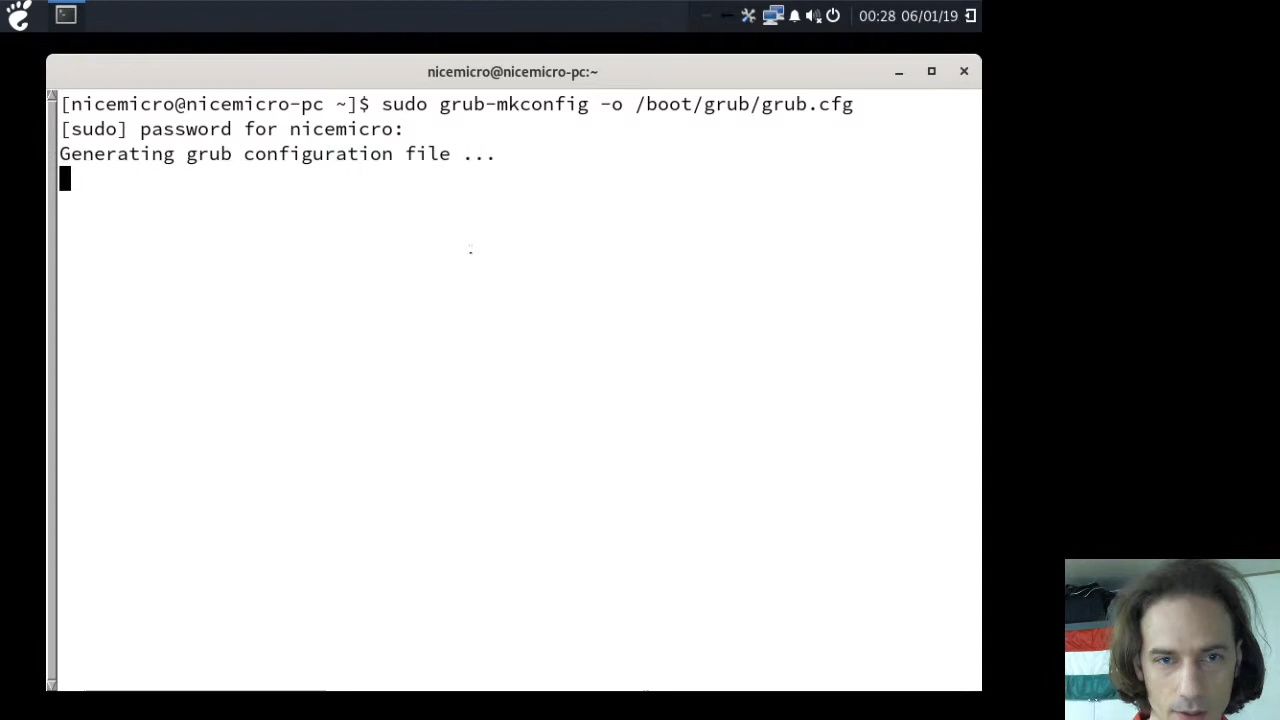 00:28 06/01/19
nicemicro@nicemicro-pc:~
[nicemicro@nicemicro-pc ~]$ sudo grub-mkconfig -o /boot/grub/grub.cfg
[sudo] password for nicemicro:
Generating grub configuration file ...